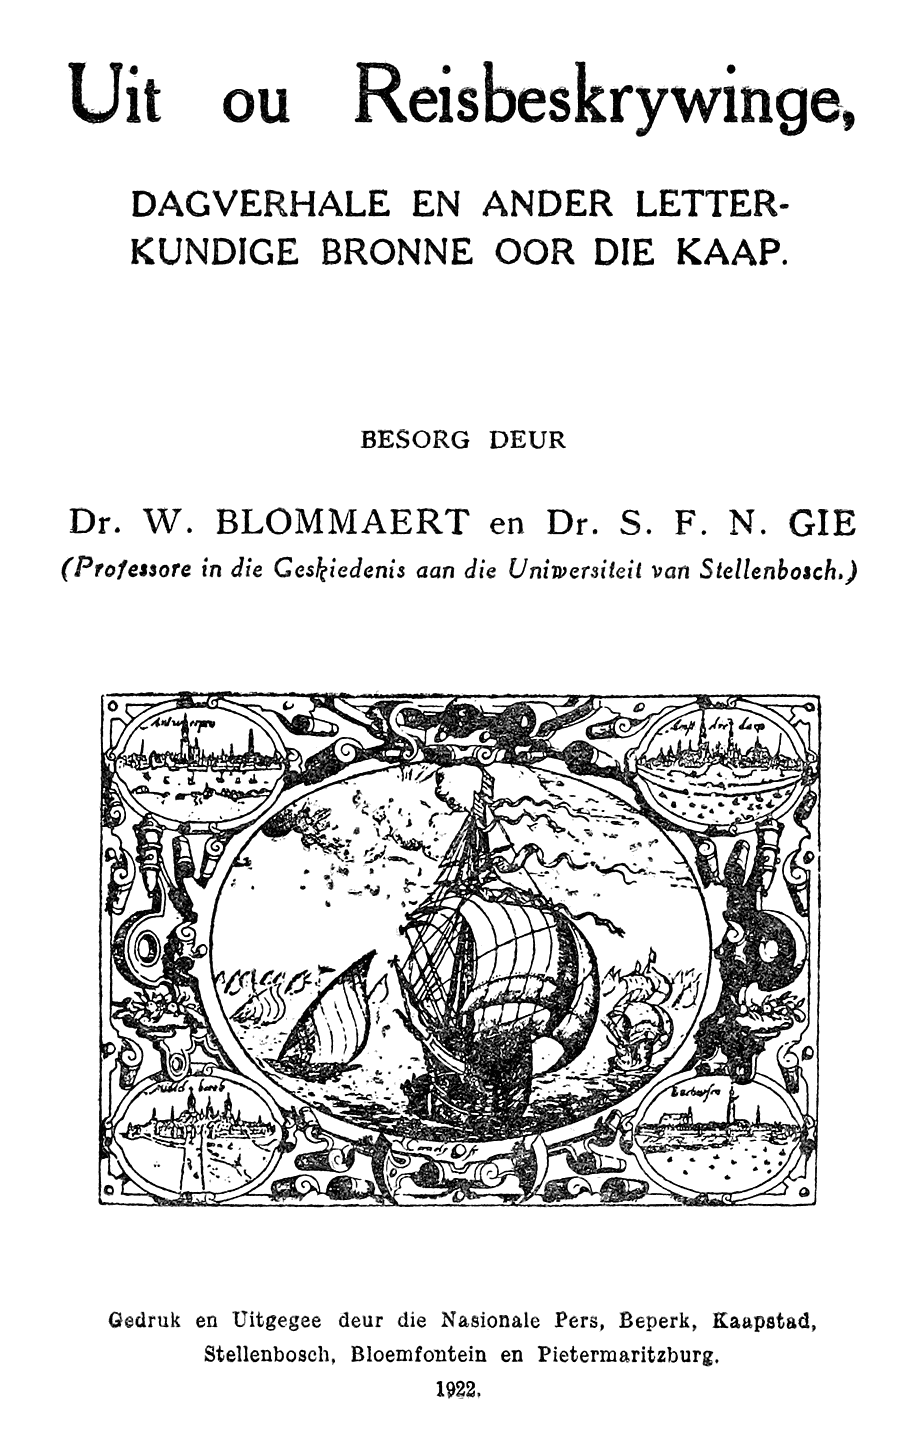 Uit ou Reisbeskrywinge,
DAGVERHALE EN ANDER LETTER-
KUNDIGE BRONNE OOR DIE KAAP.
BESORG DEUR
Dr. W. BLOMMAERT en Dr. S. F. N. GIE
(Professore in die Geskiedenis aan die Uniwersiteit van Stellenbosch.)
Gedruk en Uitgegee deur die Nasionale Pers, Beperk, Kaapstad,
Stellenbosch, Bloemfontein en Pietermaritzburg.
1922.